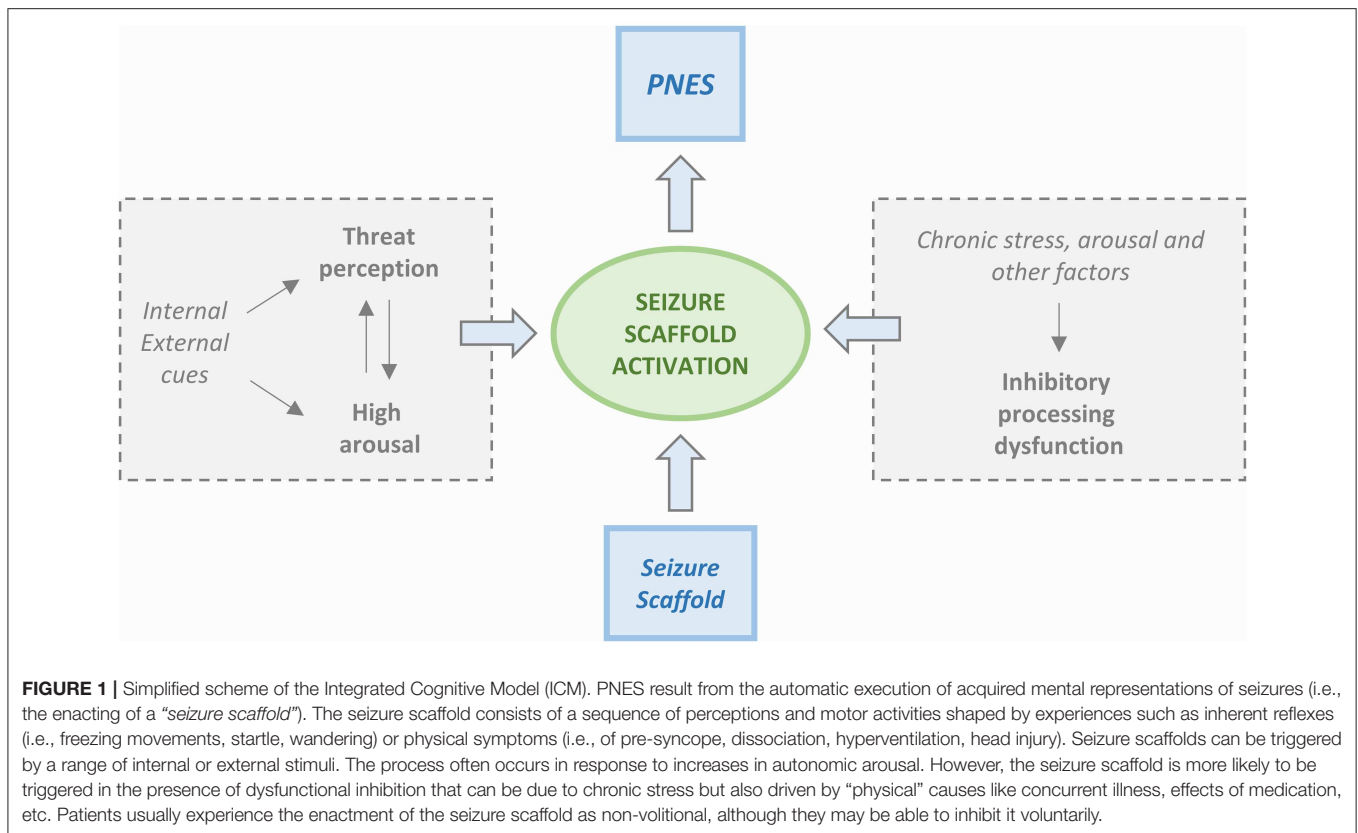 PNES
Threat
perception
Internal
External
cues
High
arousal
SEIZURE
SCAFFOLD
ACTIVATION
Chronic stress, arousal and
other factors
Inhibitory
processing
dysfunction
Seizure
Scaffold
FIGURE 1 | Simplified scheme of the Integrated Cognitive Model (ICM). PNES result from the automatic execution of acquired mental representations of seizures (i.e.,
the enacting of a “seizure scaffold”). The seizure scaffold consists of a sequence of perceptions and motor activities shaped by experiences such as inherent reflexes
(i.e., freezing movements, startle, wandering) or physical symptoms (i.e., of pre-syncope, dissociation, hyperventilation, head injury). Seizure scaffolds can be triggered
by a range of internal or external stimuli. The process often occurs in response to increases in autonomic arousal. However, the seizure scaffold is more likely to be
triggered in the presence of dysfunctional inhibition that can be due to chronic stress but also driven by “physical” causes like concurrent illness, effects of medication,
etc. Patients usually experience the enactment of the seizure scaffold as non-volitional, although they may be able to inhibit it voluntarily.